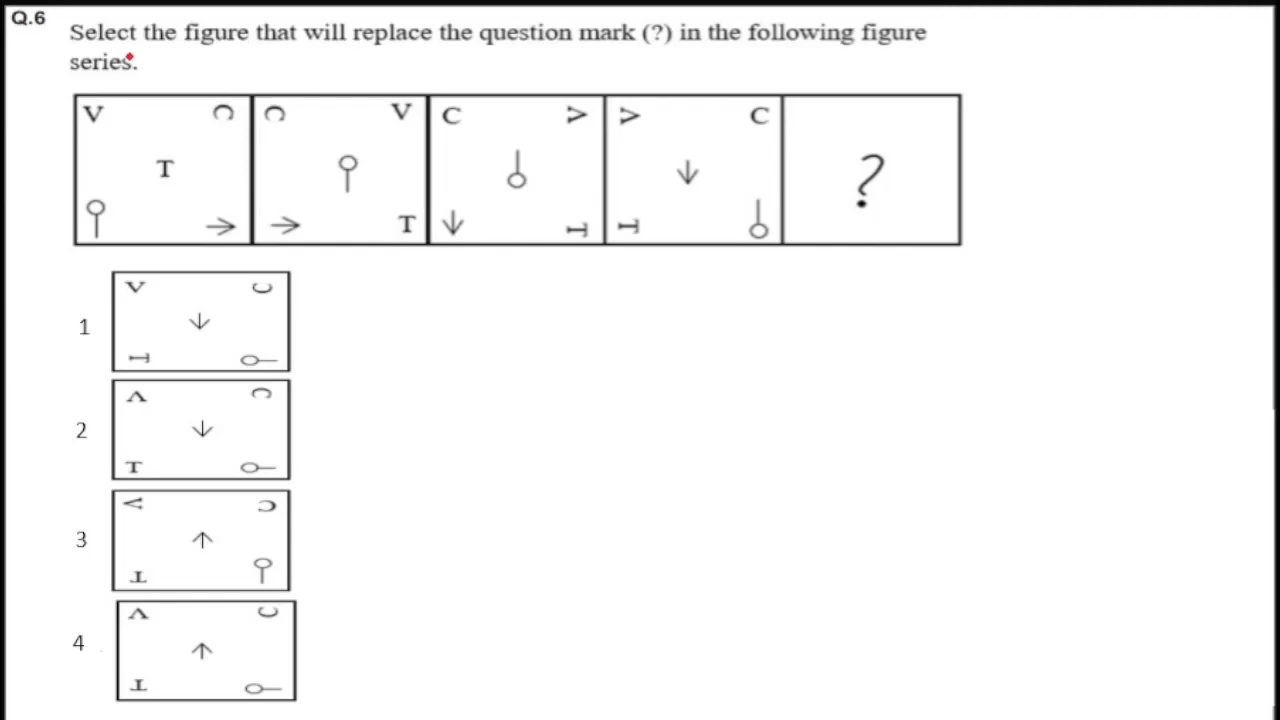 Q.6
Select the figure that will replace the question mark (?) in the following figure
series.
V C C V C V V C
T ?
T T T
1
V C
T
2
V C
T
3
V C
T
4
V C
T